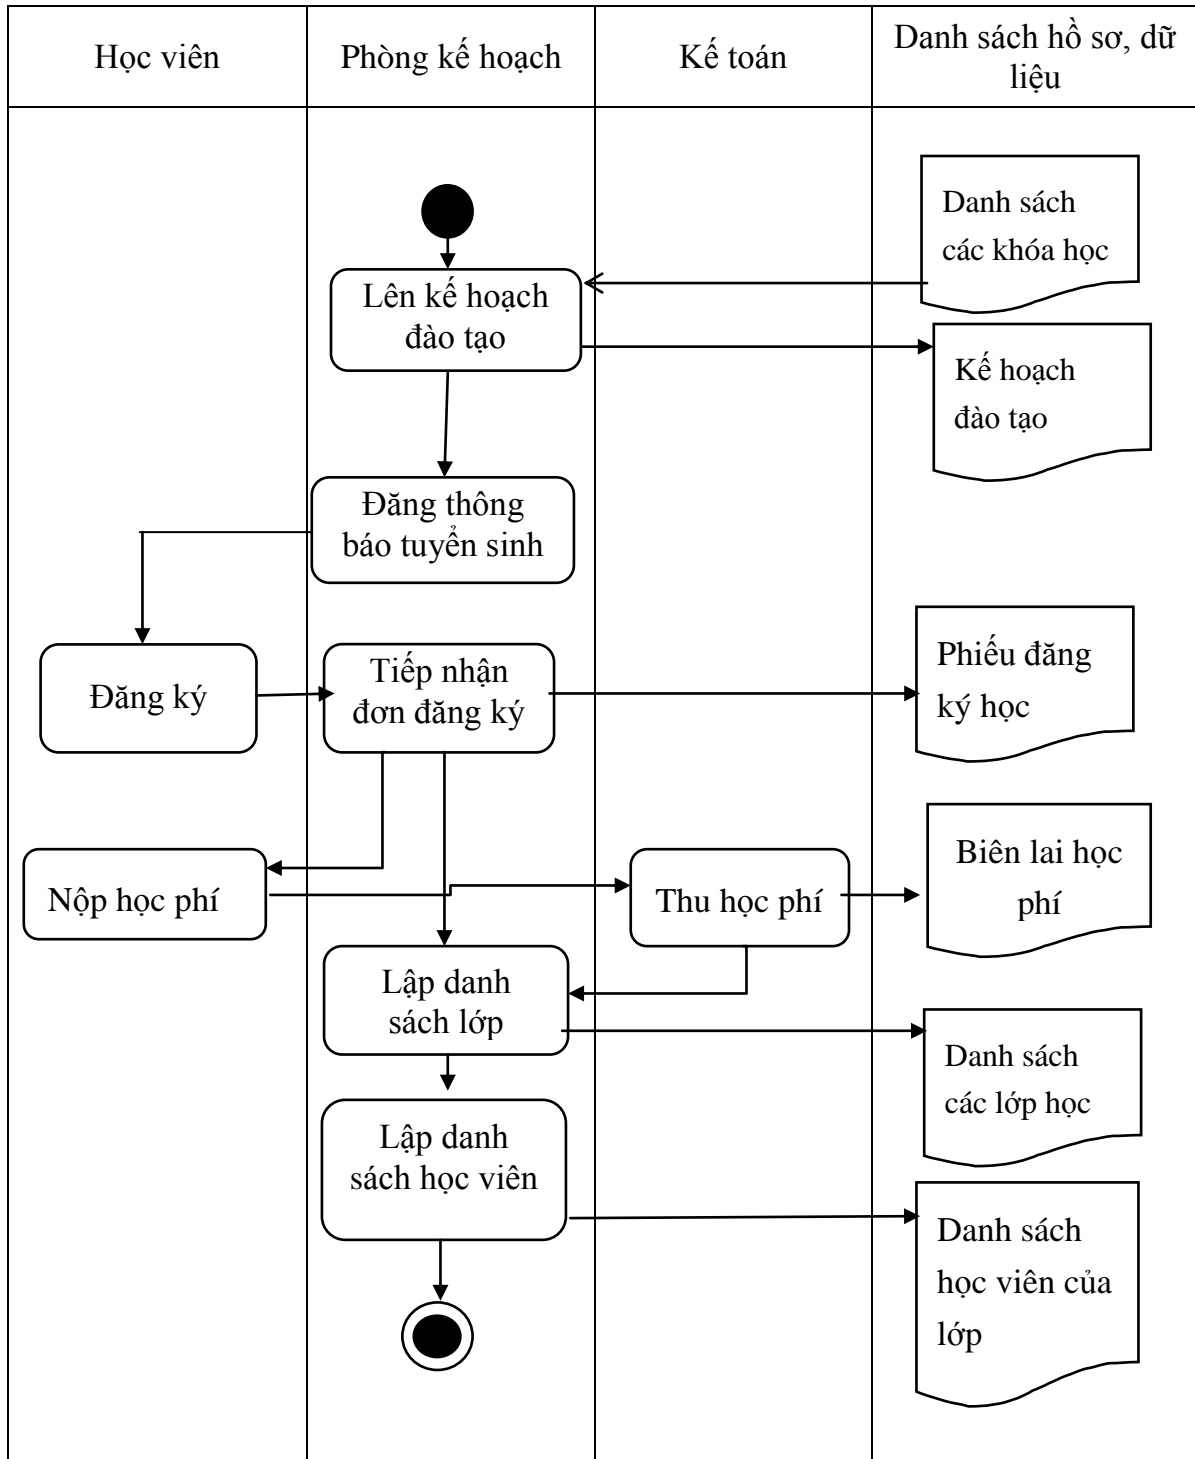 Học viên
Phòng kế hoạch
Kế toán
Danh sách hồ sơ, dữ
liệu
Danh sách
các khóa học
Lên kế hoạch
đào tạo
Kế hoạch
đào tạo
Đăng thông
báo tuyển sinh
Đăng ký
Tiếp nhận
đơn đăng ký
Phiếu đăng
ký học
Nộp học phí
Thu học phí
Biên lai học
phí
Lập danh
sách lớp
Danh sách
các lớp học
Lập danh
sách học viên
Danh sách
học viên của
lớp